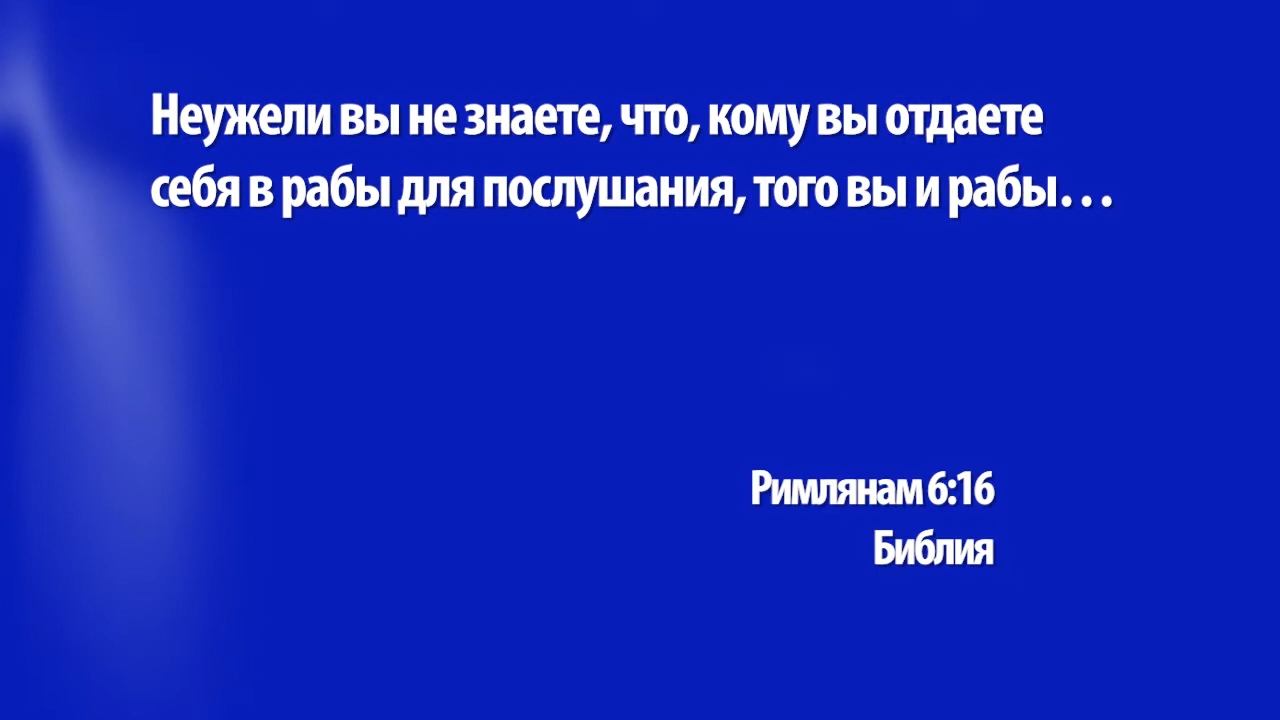 Неужели вы не знаете, что, кому вы отдаете
себя в рабы для послушания, того вы и рабы…
Римлянам 6:16
Библия